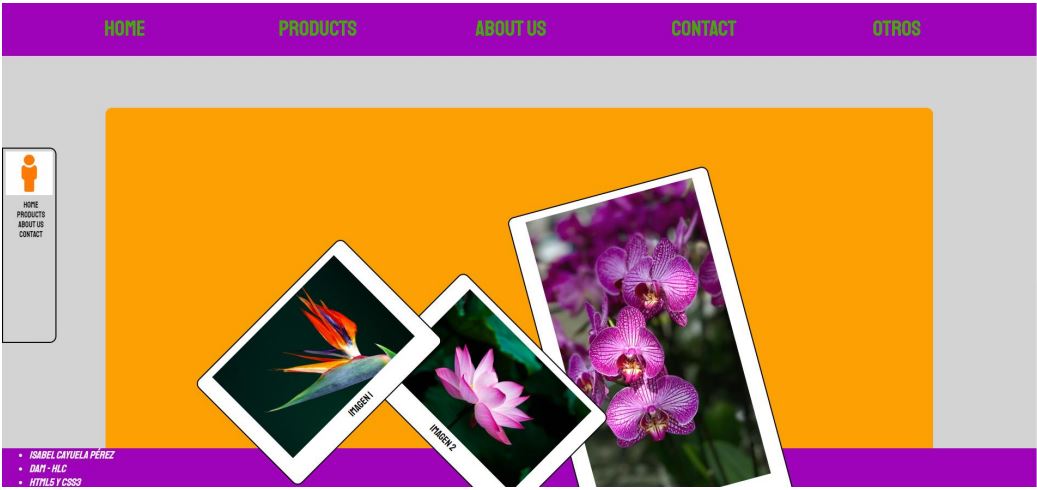 HOME PRODUCTS ABOUT US CONTACT OTROS
HOME
PRODUCTS
ABOUT US
CONTACT
IMAGEN 1
IMAGEN 2
ISABEL CAYUELA PÉREZ
DAM - HLC
HTML5 Y CSS3